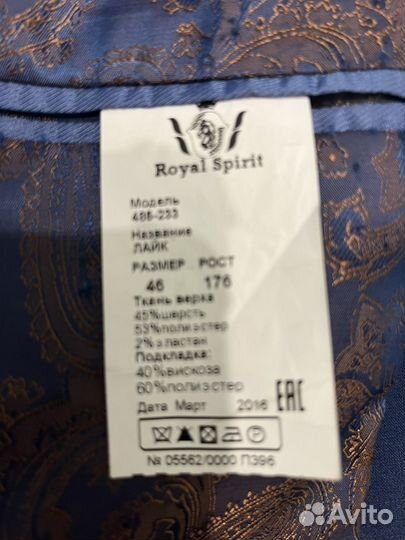 Royal Spirit
Модель
485-233
Название
ЛАЙК
РАЗМЕР РОСТ
46 176
Ткань верха
45%шерсть
53%полиэстер
2%эластан
Подкладка:
40%вискоза
60%полиэстер
Дата Март 2016 EAC
№ 05562/0000 П396
Avito